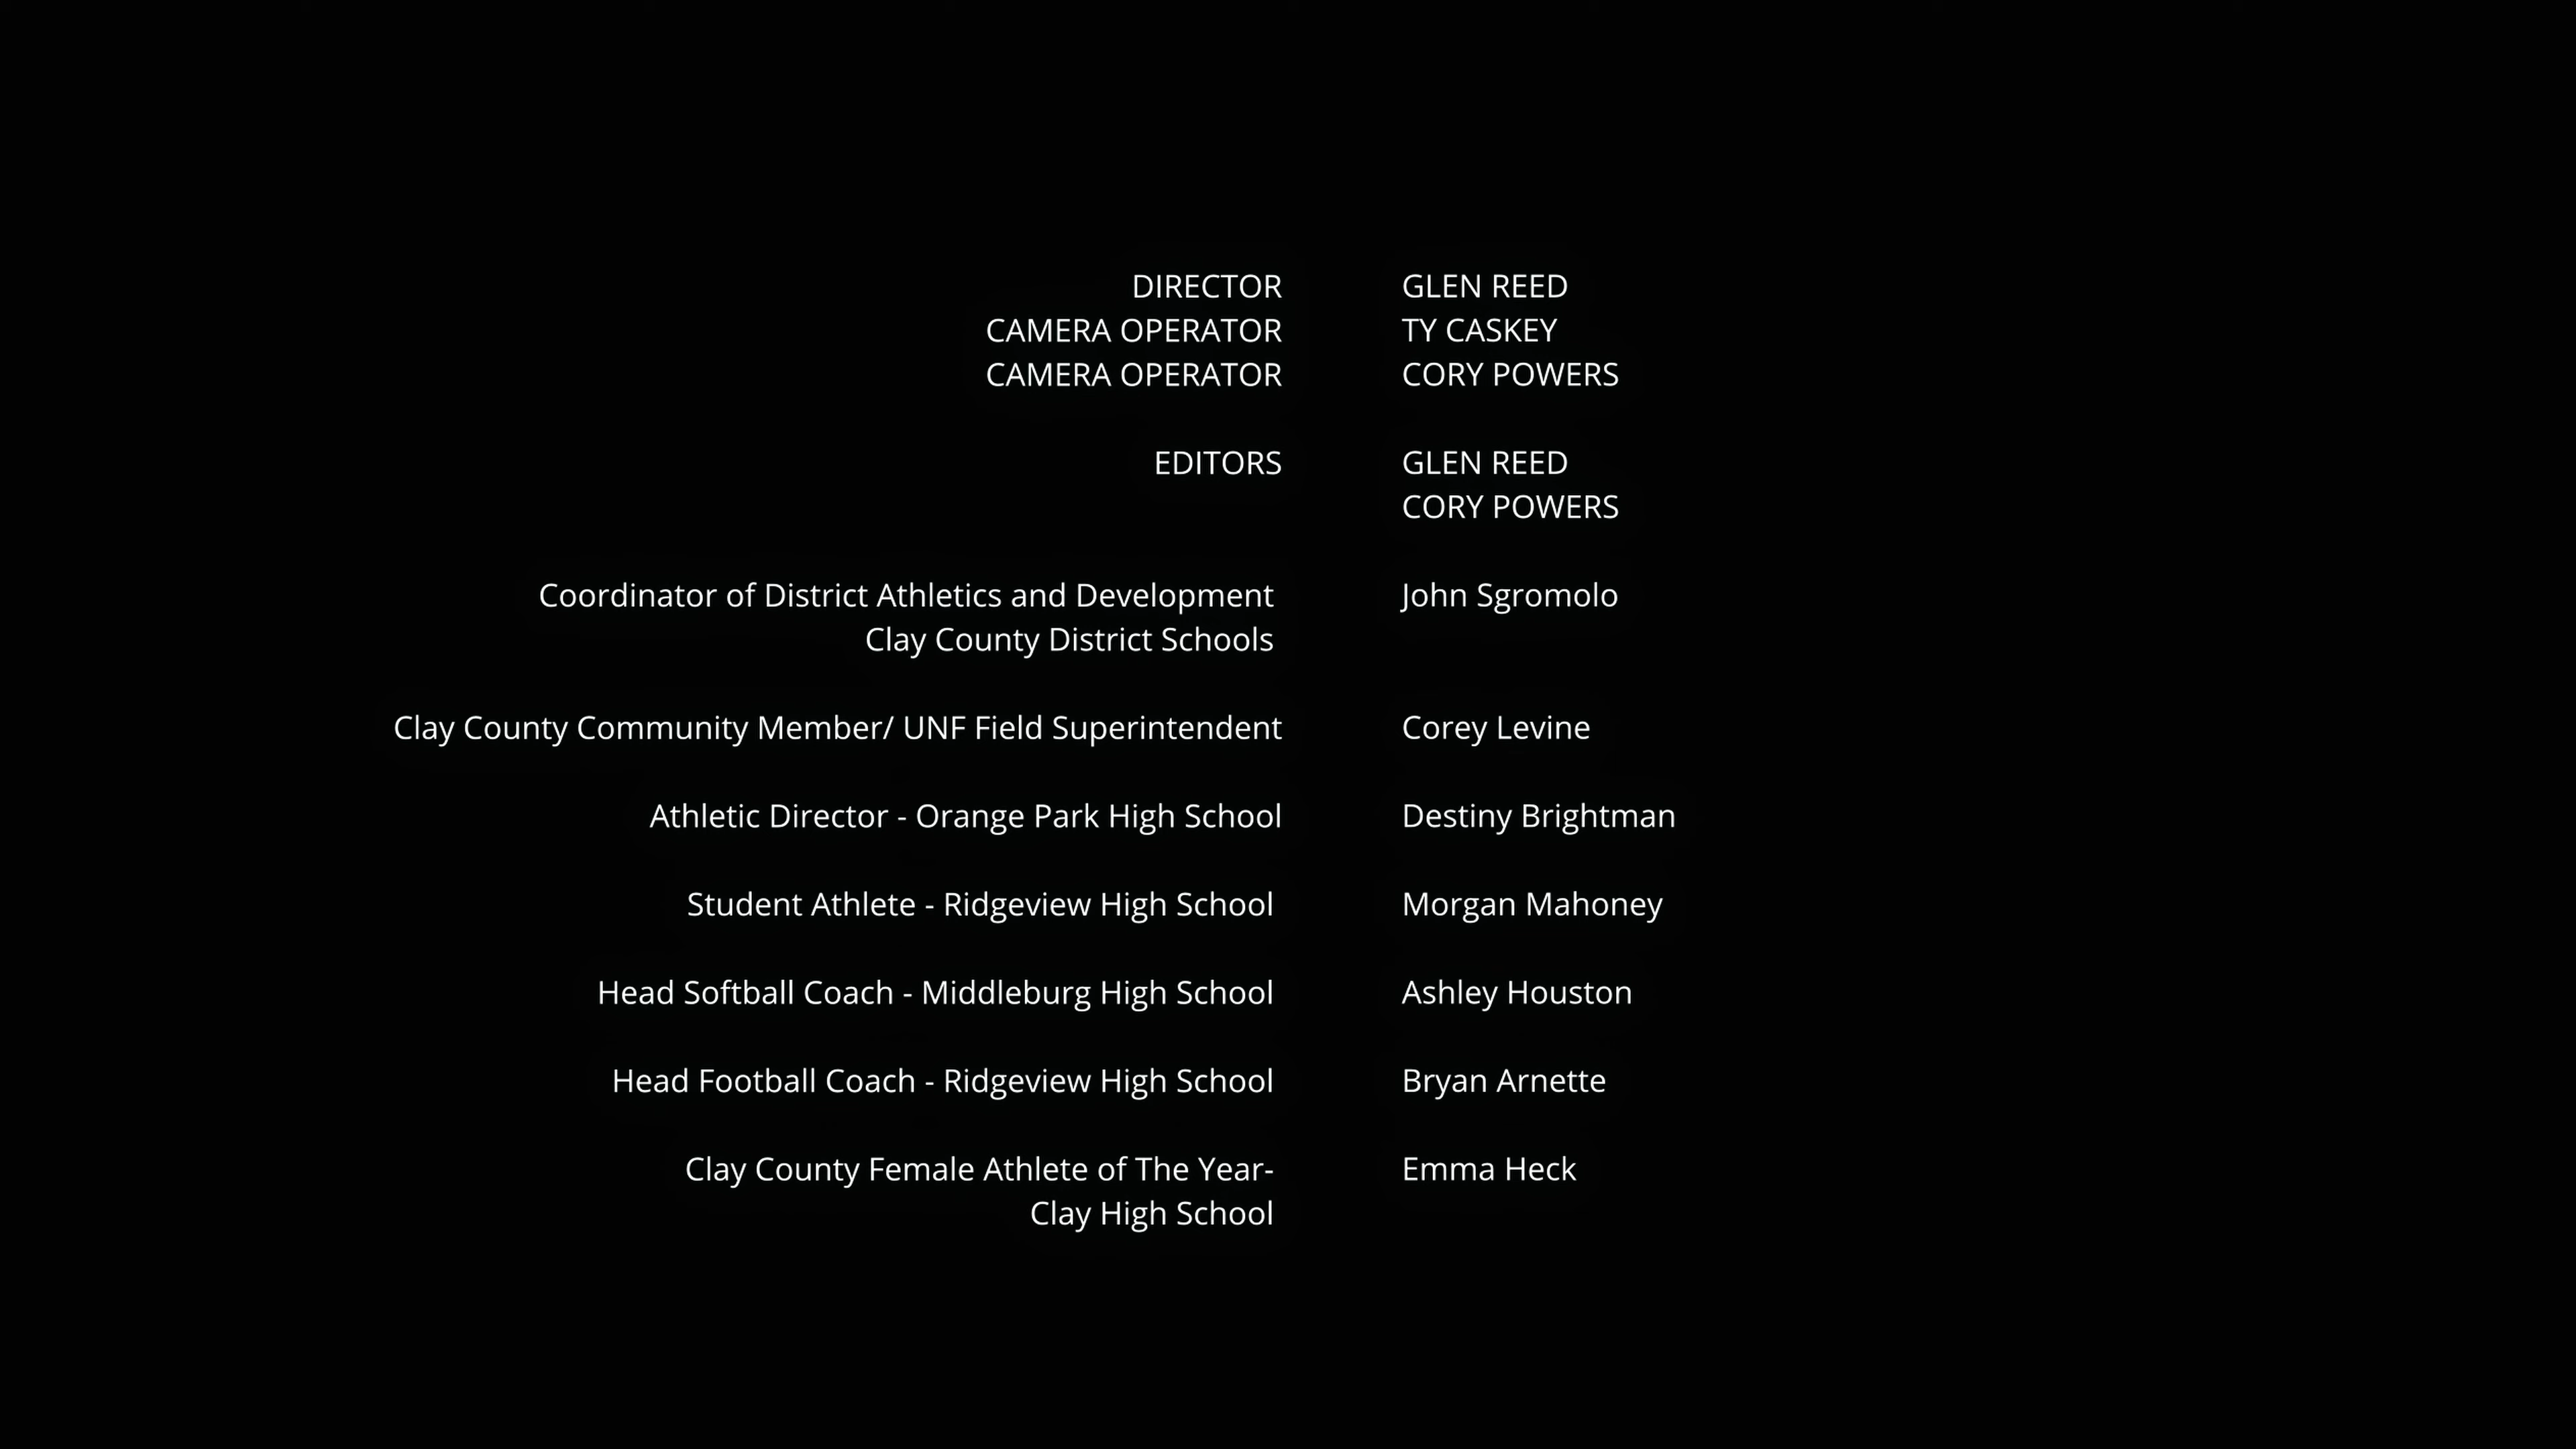 DIRECTOR GLEN REED
CAMERA OPERATOR TY CASKEY
CAMERA OPERATOR CORY POWERS
EDITORS GLEN REED
CORY POWERS
Coordinator of District Athletics and Development John Sgromolo
Clay County District Schools
Clay County Community Member/ UNF Field Superintendent Corey Levine
Athletic Director - Orange Park High School Destiny Brightman
Student Athlete - Ridgeview High School Morgan Mahoney
Head Softball Coach - Middleburg High School Ashley Houston
Head Football Coach - Ridgeview High School Bryan Arnette
Clay County Female Athlete of The Year- Emma Heck
Clay High School